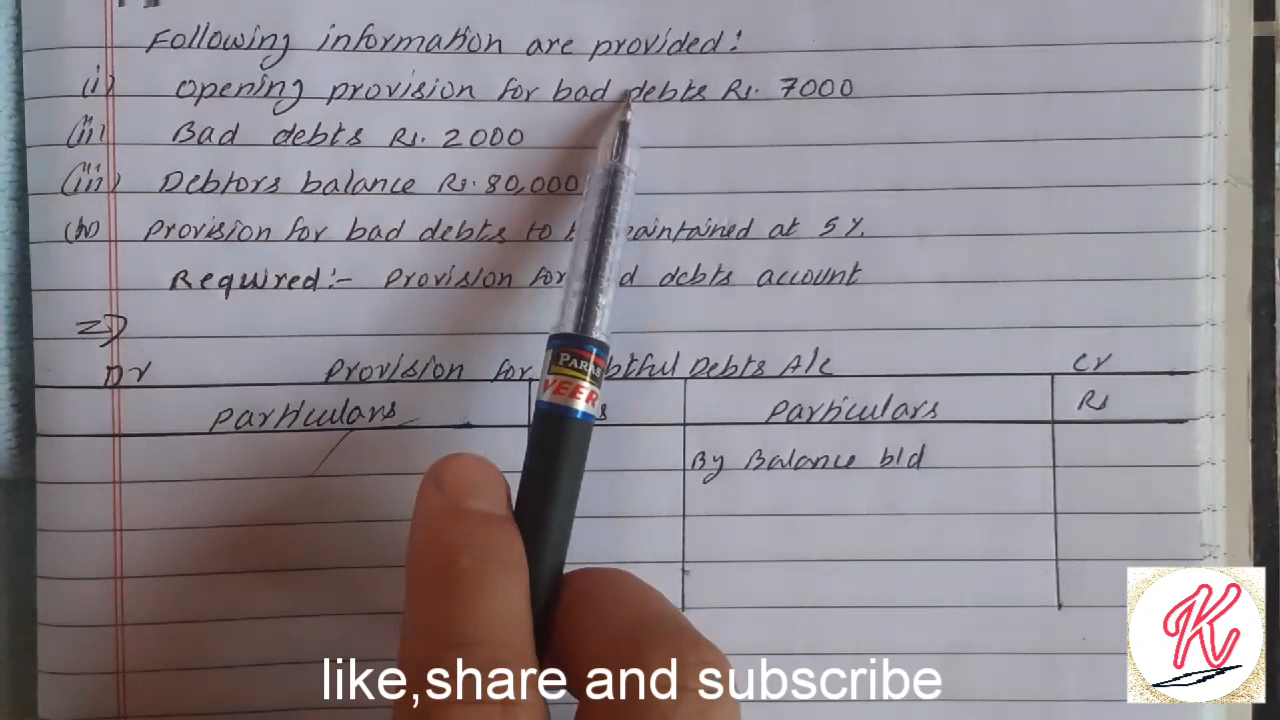 Following information are provided:
(i) Opening provision for bad debts Rs. 7000
(ii) Bad debts Rs. 2000
(iii) Debtors balance Rs. 80,000
(iv) Provision for bad debts to maintained at 5%.
Required:- Provision for debts account
=>
Dr Provision for Debts A/c Cr
Particulars Particulars Rs
By Balance b/d
PARAS
VEER
K
like,share and subscribe